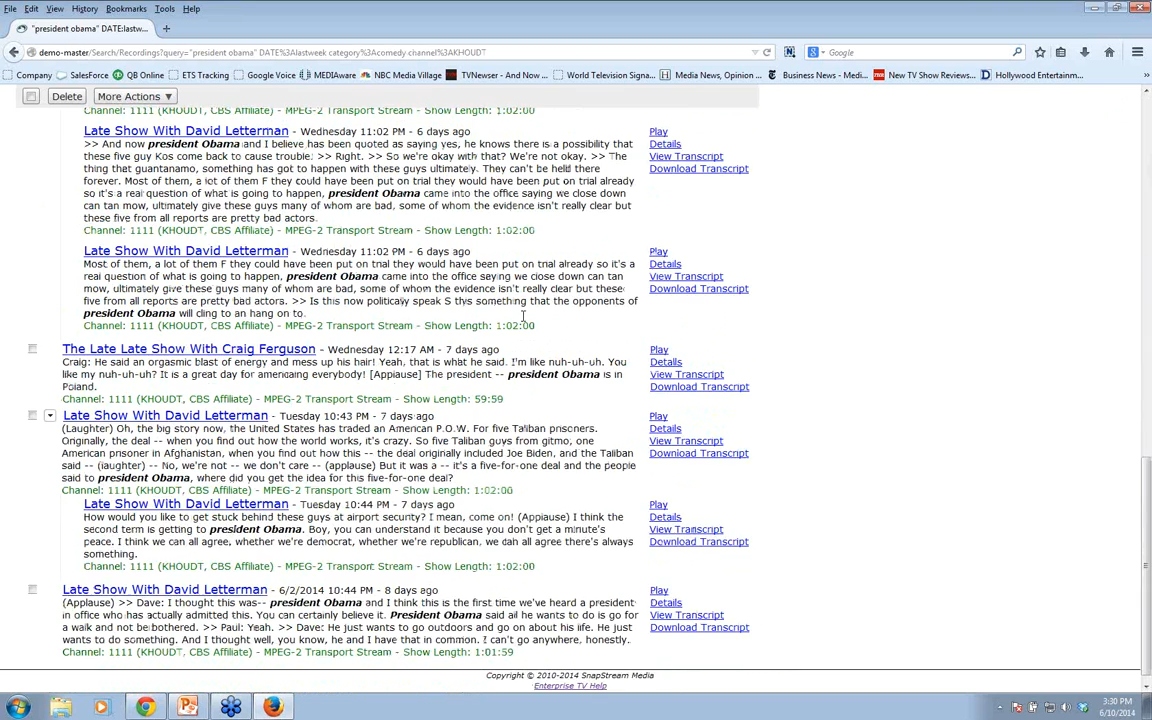 File Edit View History Bookmarks Tools Help
"president obama" DATE:lastw...
demo-master/Search/Recordings?query="president obama" DATE%3Alastweek category%3Acomedy channel%3AKHOUDT
Google
Company SalesForce QB Online ETS Tracking Google Voice MEDIAware NBC Media Village TVNewser - And Now ... World Television Signa... Media News, Opinion ... Business News - Medi... New TV Show Reviews... Hollywood Entertainm...
Delete More Actions
Channel: 1111 (KHOUDT, CBS Affiliate) - MPEG-2 Transport Stream - Show Length: 1:02:00
Late Show With David Letterman - Wednesday 11:02 PM - 6 days ago Play
>> And now president Obama and I believe has been quoted as saying yes, he knows there is a possibility that Details
these five guy Kos come back to cause trouble. >> Right. >> So we're okay with that? We're not okay. >> The View Transcript
thing that guantanamo, something has got to happen with these guys ultimately. They can't be held there Download Transcript
forever. Most of them, a lot of them F they could have been put on trial they would have been put on trial already
so it's a real question of what is going to happen, president Obama came into the office saying we close down
can tan mow, ultimately give these guys many of whom are bad, some of whom the evidence isn't really clear but
these five from all reports are pretty bad actors.
Channel: 1111 (KHOUDT, CBS Affiliate) - MPEG-2 Transport Stream - Show Length: 1:02:00
Late Show With David Letterman - Wednesday 11:02 PM - 6 days ago Play
Most of them, a lot of them F they could have been put on trial they would have been put on trial already so it's a Details
real question of what is going to happen, president Obama came into the office saying we close down can tan View Transcript
mow, ultimately give these guys many of whom are bad, some of whom the evidence isn't really clear but these Download Transcript
five from all reports are pretty bad actors. >> Is this now politically speak S thys something that the opponents of
president Obama will cling to an hang on to.
Channel: 1111 (KHOUDT, CBS Affiliate) - MPEG-2 Transport Stream - Show Length: 1:02:00
The Late Late Show With Craig Ferguson - Wednesday 12:17 AM - 7 days ago Play
Craig: He said an orgasmic blast of energy and mess up his hair! Yeah, that is what he said. I'm like nuh-uh-uh. You Details
like my nuh-uh-uh? It is a great day for amencaing everybody! [Applause] The president -- president Obama is in View Transcript
Poland. Download Transcript
Channel: 1111 (KHOUDT, CBS Affiliate) - MPEG-2 Transport Stream - Show Length: 59:59
Late Show With David Letterman - Tuesday 10:43 PM - 7 days ago Play
(Laughter) Oh, the big story now, the United States has traded an American P.O.W. For five Taliban prisoners. Details
Originally, the deal -- when you find out how the world works, it's crazy. So five Taliban guys from gitmo, one View Transcript
American prisoner in Afghanistan, when you find out how this -- the deal originally included Joe Biden, and the Taliban Download Transcript
said -- (laughter) -- No, we're not -- we don't care -- (applause) But it was a -- it's a five-for-one deal and the people
said to president Obama, where did you get the idea for this five-for-one deal?
Channel: 1111 (KHOUDT, CBS Affiliate) - MPEG-2 Transport Stream - Show Length: 1:02:00
Late Show With David Letterman - Tuesday 10:44 PM - 7 days ago Play
How would you like to get stuck behind these guys at airport security? I mean, come on! (Applause) I think the Details
second term is getting to president Obama. Boy, you can understand it because you don't get a minute's View Transcript
peace. I think we can all agree, whether we're democrat, whether we're republican, we dah all agree there's always Download Transcript
something.
Channel: 1111 (KHOUDT, CBS Affiliate) - MPEG-2 Transport Stream - Show Length: 1:02:00
Late Show With David Letterman - 6/2/2014 10:44 PM - 8 days ago Play
(Applause) >> Dave: I thought this was-- president Obama and I think this is the first time we've heard a president Details
in office who has actually admitted this. You can certainly believe it. President Obama said all he wants to do is go for View Transcript
a walk and not be bothered. >> Paul: Yeah. >> Dave: He just wants to go outdoors and go on about his life. He just Download Transcript
wants to do something. And I thought well, you know, he and I have that in common. I can't go anywhere, honestly.
Channel: 1111 (KHOUDT, CBS Affiliate) - MPEG-2 Transport Stream - Show Length: 1:01:59
Copyright © 2010-2014 SnapStream Media
Enterprise TV Help
3:30 PM
6/10/2014